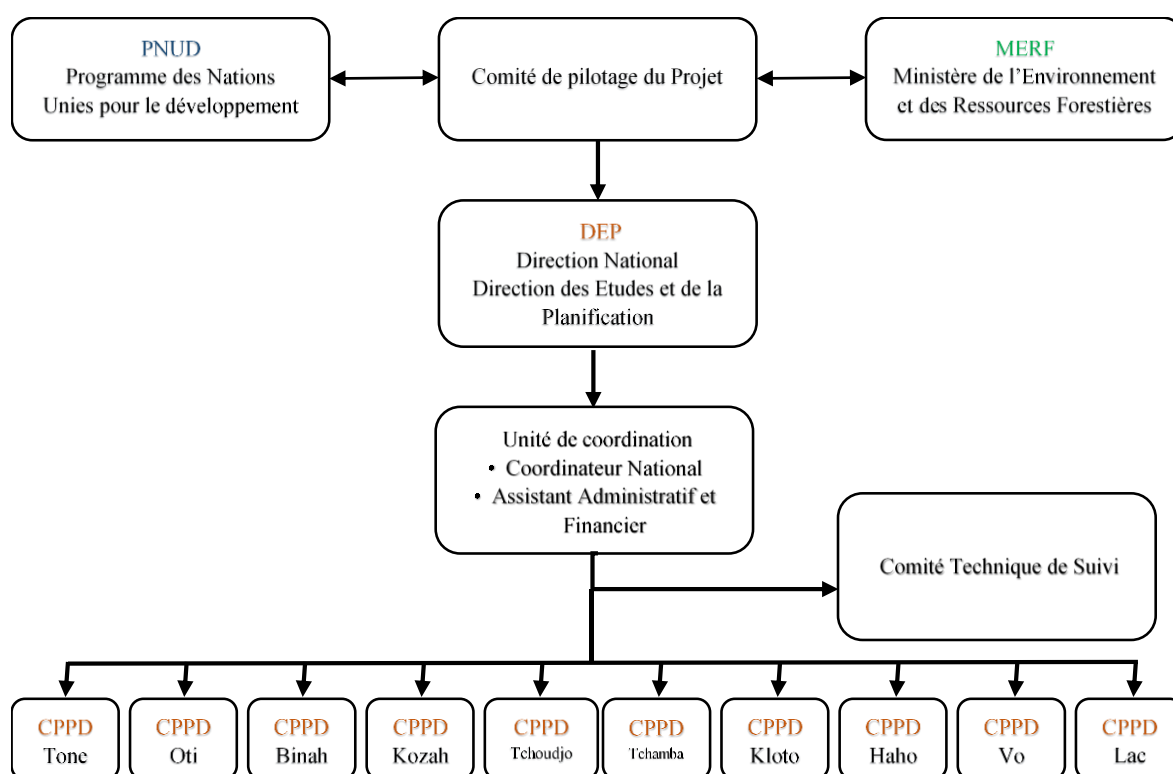 PNUD
Programme des Nations
Unies pour le développement
Comité de pilotage du Projet
MERF
Ministère de l'Environnement
et des Ressources Forestières
DEP
Direction National
Direction des Etudes et de la
Planification
Unité de coordination
• Coordinateur National
• Assistant Administratif et
Financier
Comité Technique de Suivi
CPPD
Tone
CPPD
Oti
CPPD
Binah
CPPD
Kozah
CPPD
Tchoudjo
CPPD
Tchamba
CPPD
Kloto
CPPD
Haho
CPPD
Vo
CPPD
Lac